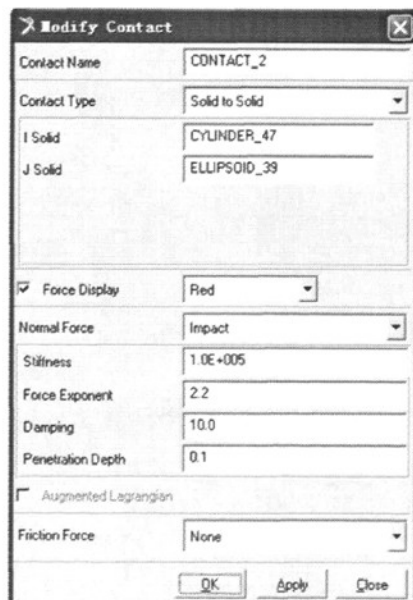 Modify Contact
Contact Name CONTACT_2
Contact Type Solid to Solid
I Solid CYLINDER_47
J Solid ELLIPSOID_39
Force Display Red
Normal Force Impact
Stiffness 1.0E+005
Force Exponent 2.2
Damping 10.0
Penetration Depth 0.1
Augmented Lagrangian
Friction Force None
OK Apply Close